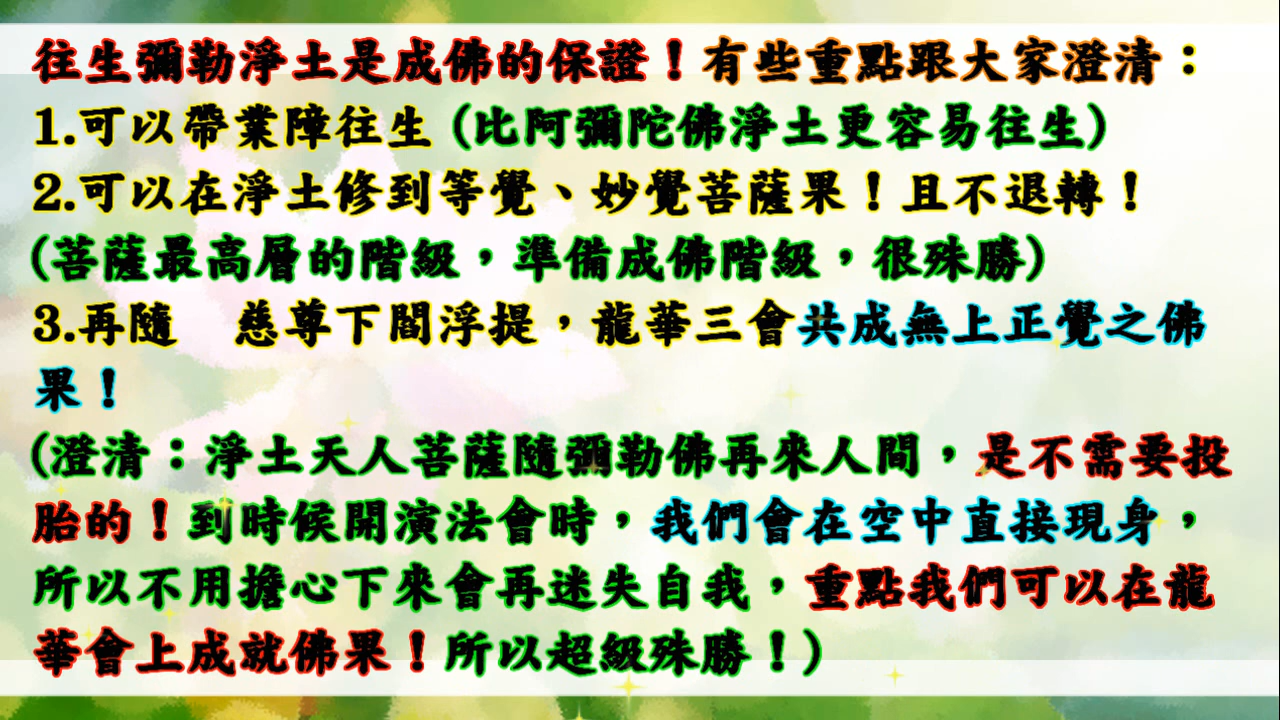 往生彌勒淨土是成佛的保證！有些重點跟大家澄清：
1.可以帶業障往生 (比阿彌陀佛淨土更容易往生)
2.可以在淨土修到等覺、妙覺菩薩果！且不退轉！
(菩薩最高層的階級，準備成佛階級，很殊勝)
3.再隨　慈尊下閻浮提，龍華三會共成無上正覺之佛
果！
(澄清：淨土天人菩薩隨彌勒佛再來人間，是不需要投
胎的！到時候開演法會時，我們會在空中直接現身，
所以不用擔心下來會再迷失自我，重點我們可以在龍
華會上成就佛果！所以超級殊勝！)